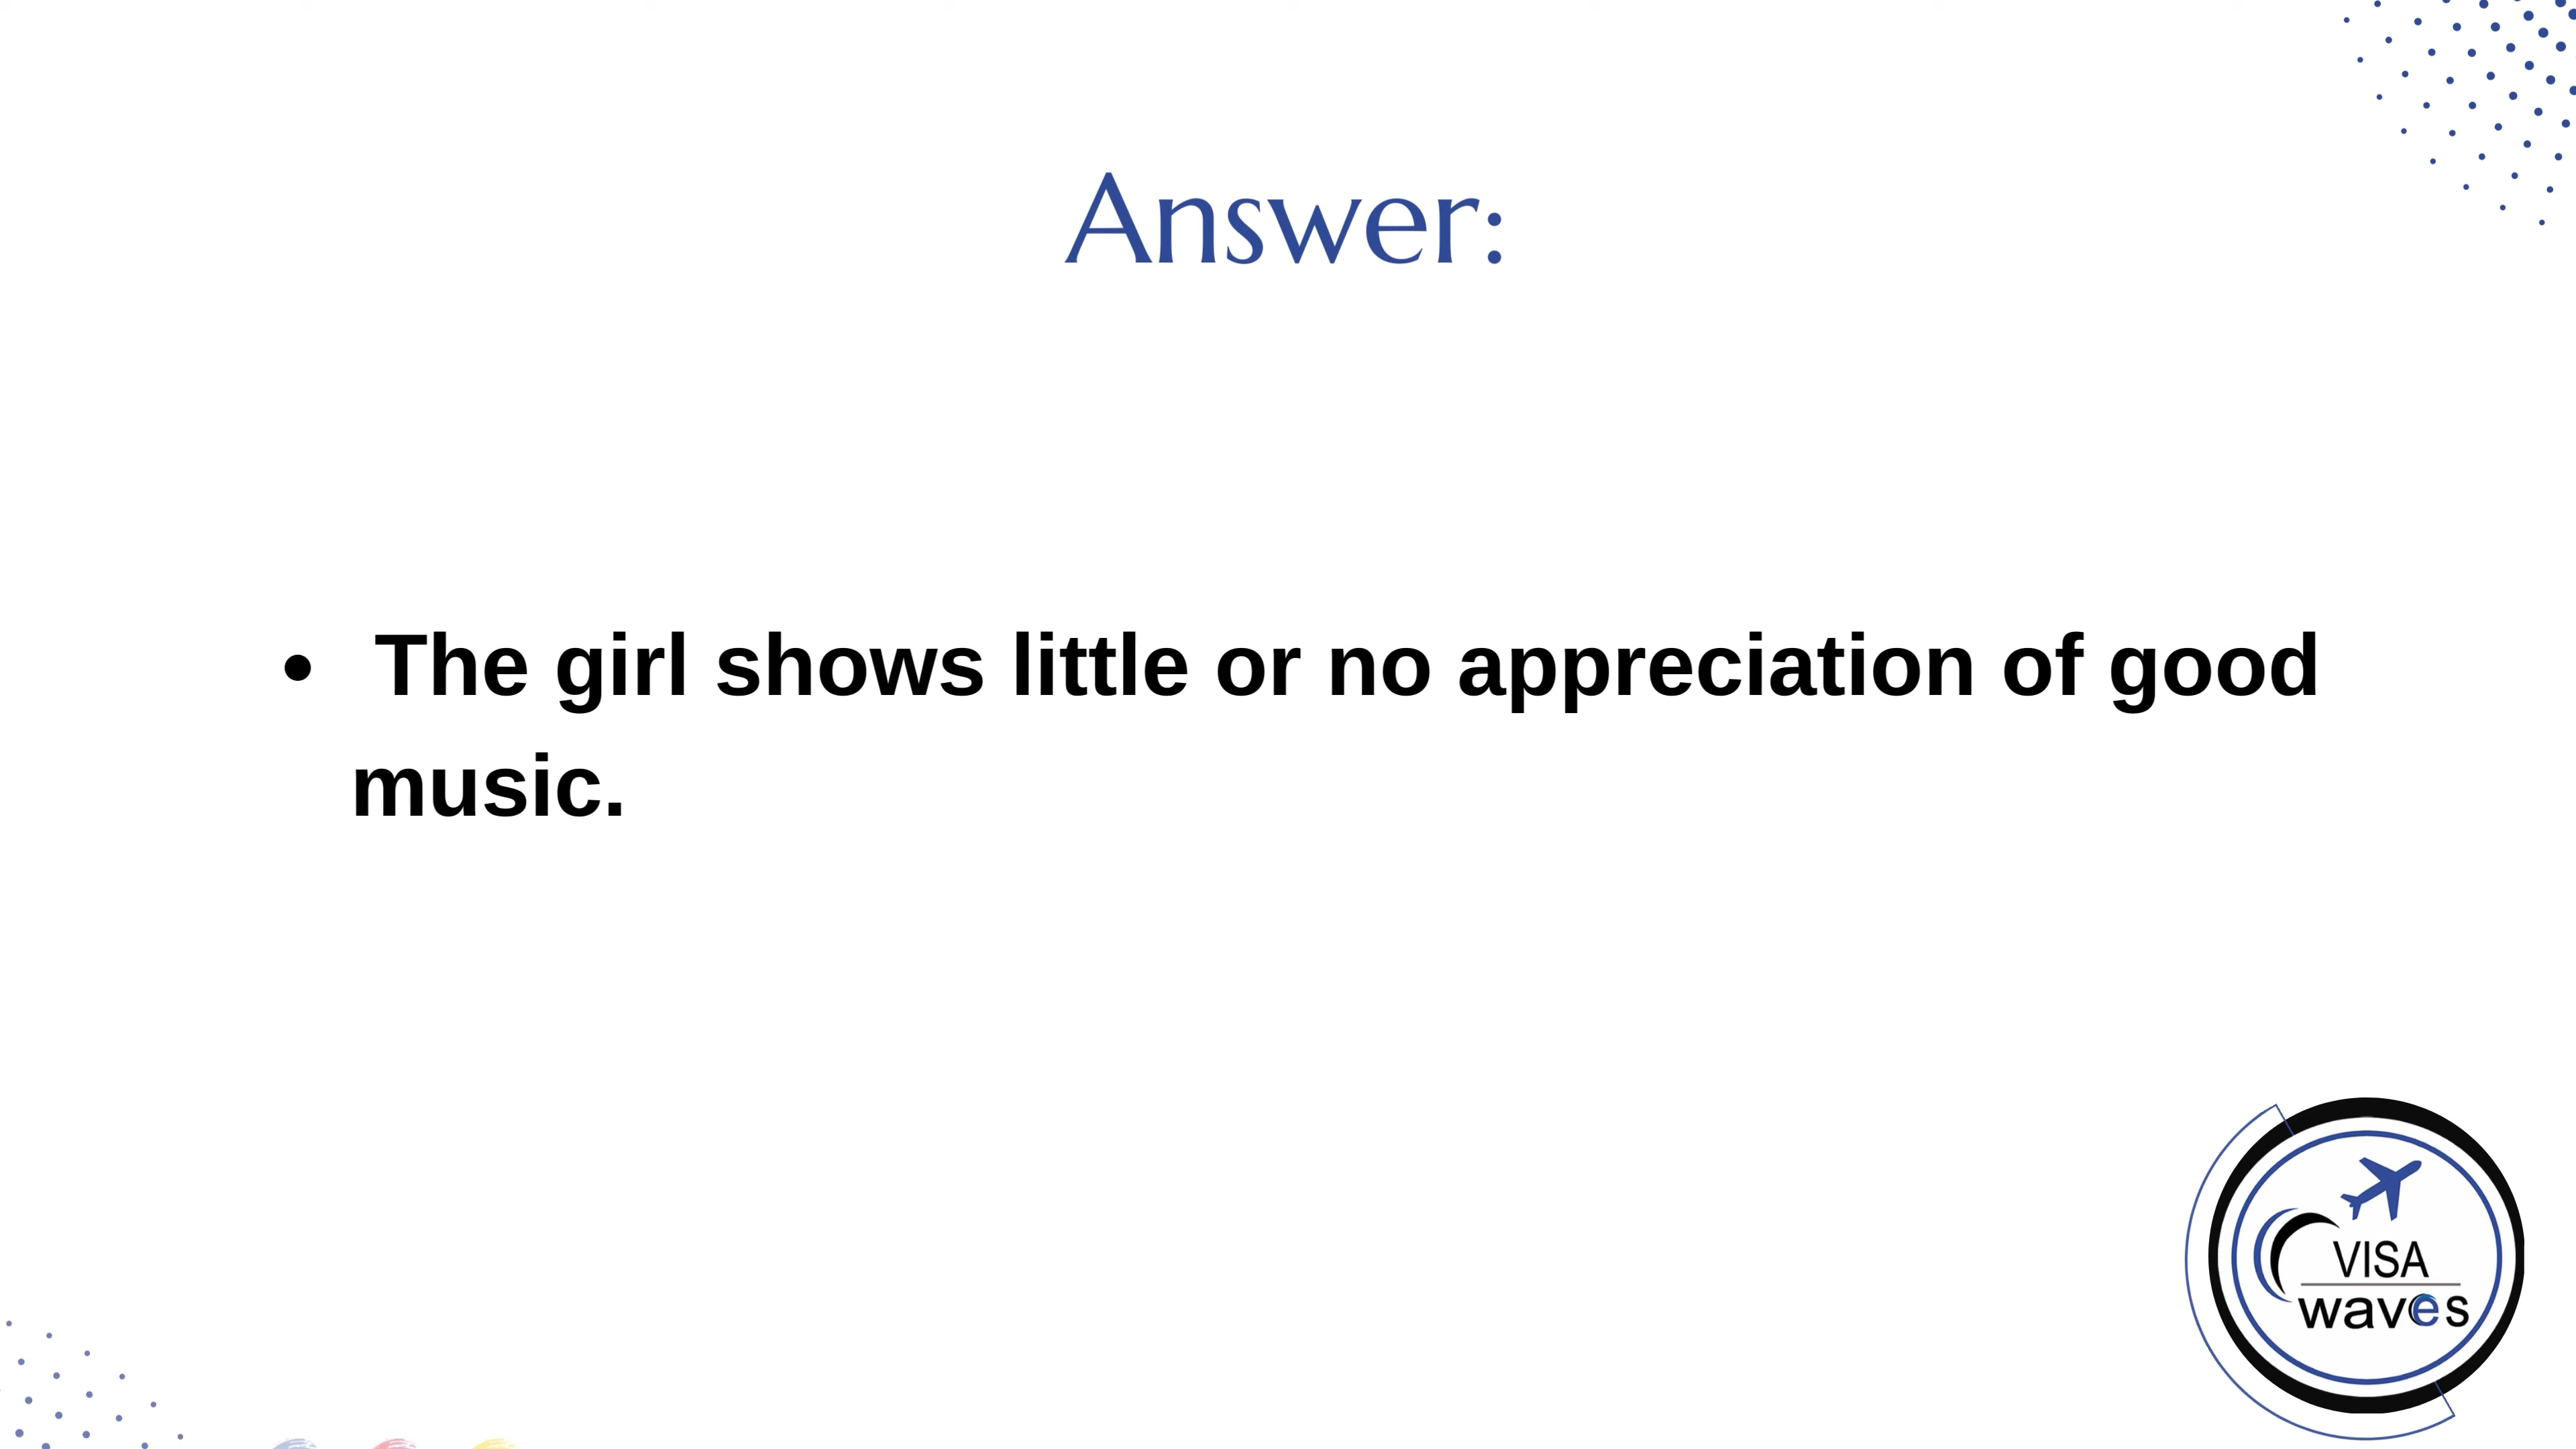 Answer:
• The girl shows little or no appreciation of good
music.
VISA
waves